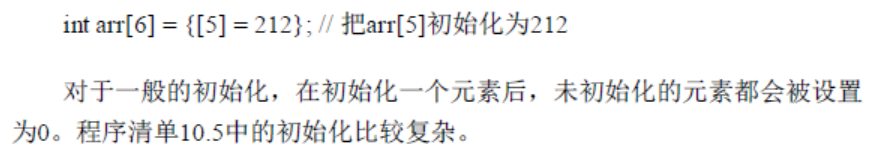 int arr[6] = {[5] = 212}; // 把arr[5]初始化为212
对于一般的初始化，在初始化一个元素后，未初始化的元素都会被设置
为0。程序清单10.5中的初始化比较复杂。